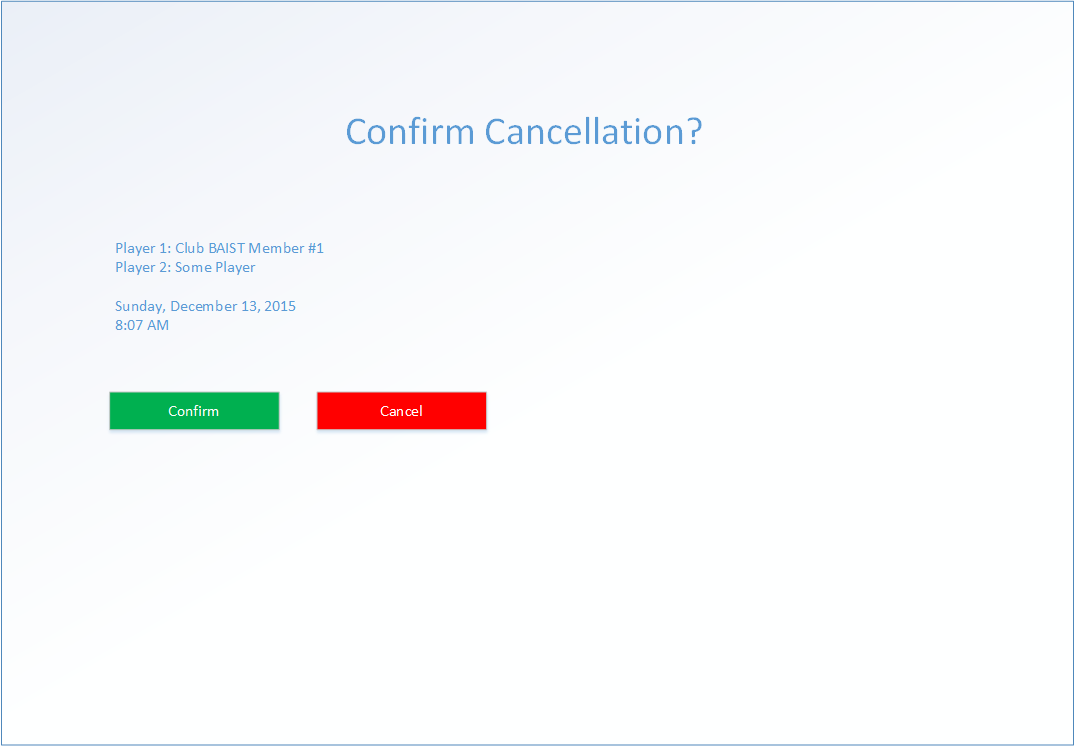 Confirm Cancellation?
Player 1: Club BAIST Member #1
Player 2: Some Player
Sunday, December 13, 2015
8:07 AM
Confirm
Cancel